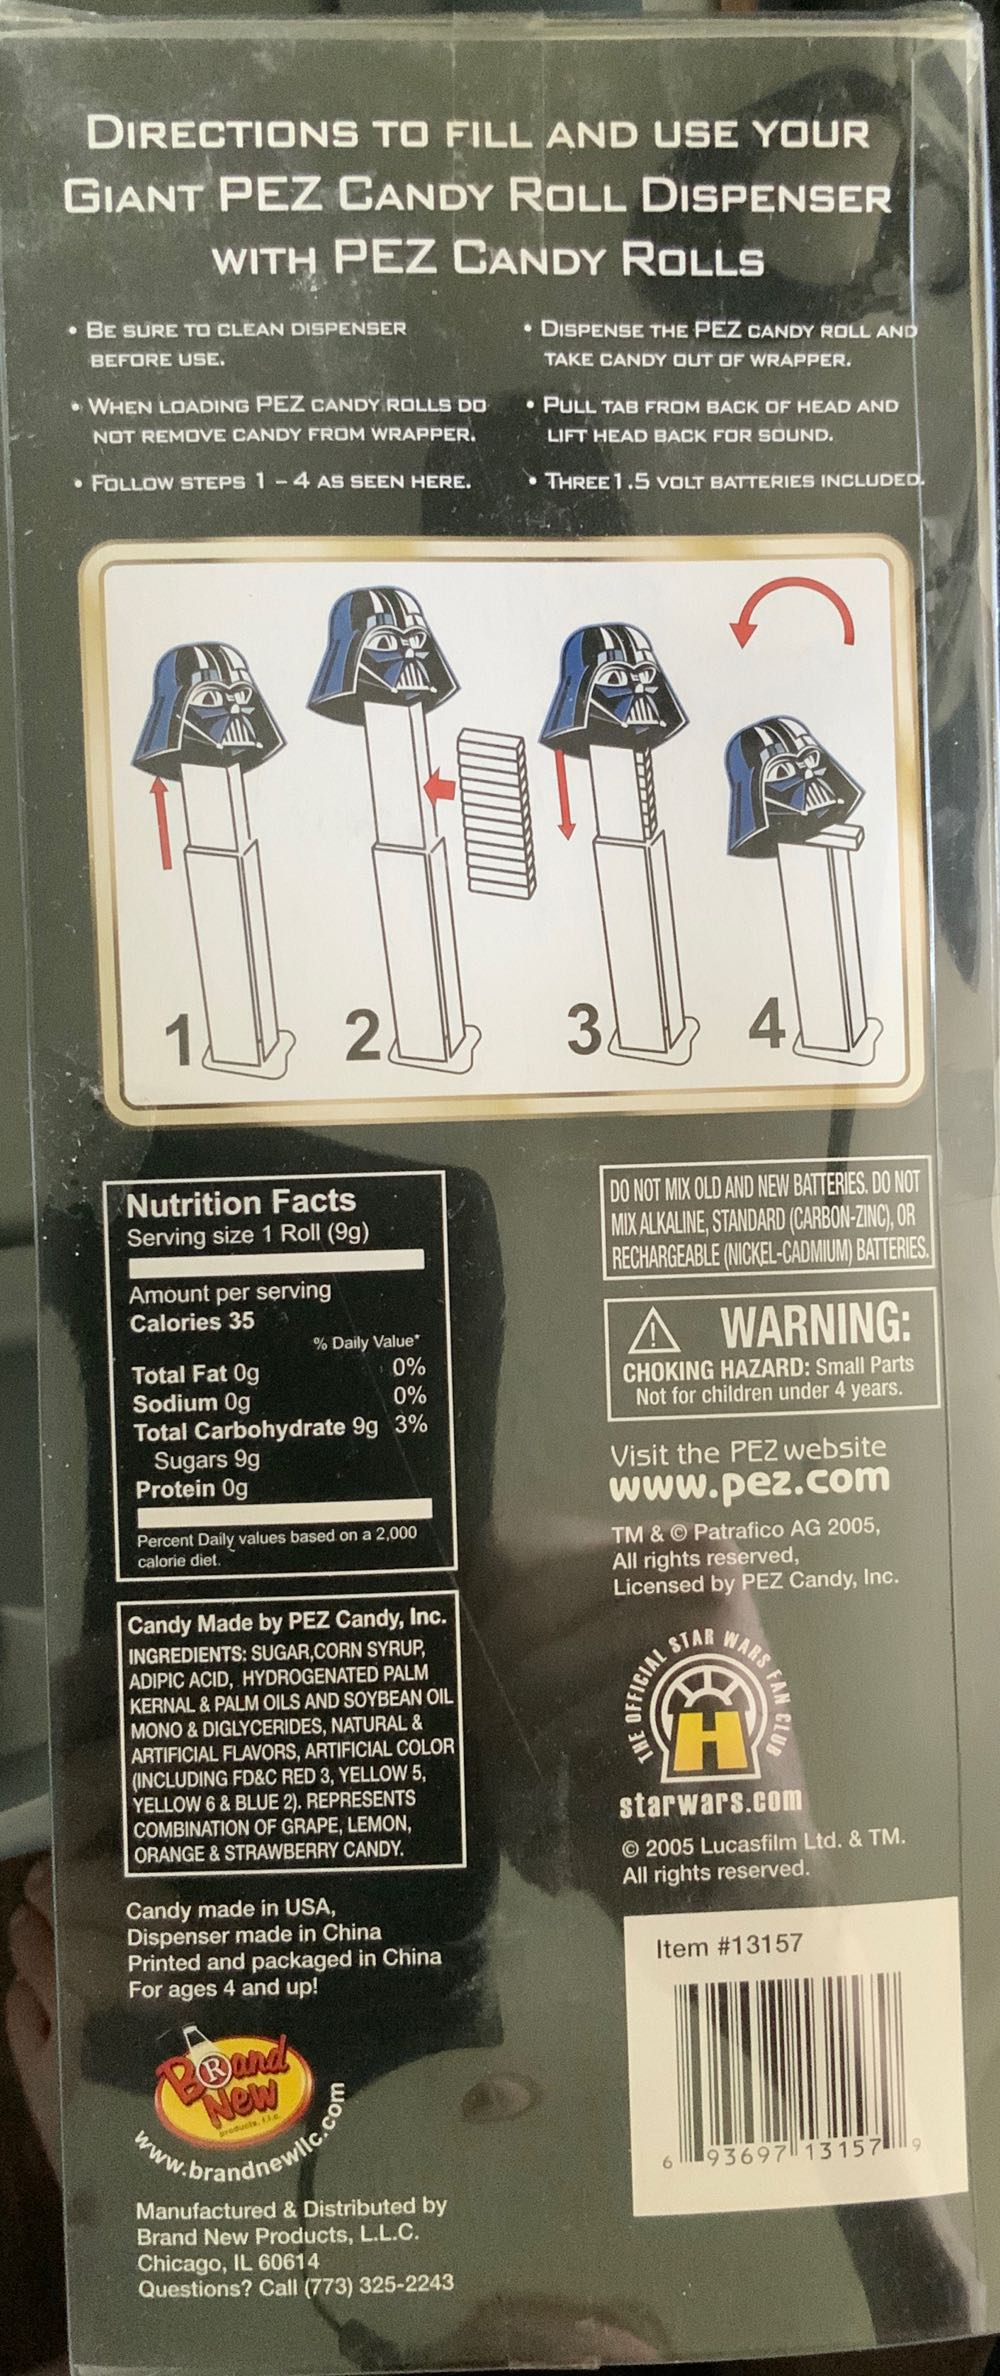 DIRECTIONS TO FILL AND USE YOUR
GIANT PEZ CANDY ROLL DISPENSER
WITH PEZ CANDY ROLLS
• BE SURE TO CLEAN DISPENSER
BEFORE USE.
• WHEN LOADING PEZ CANDY ROLLS DO
NOT REMOVE CANDY FROM WRAPPER.
• FOLLOW STEPS 1 – 4 AS SEEN HERE.
• DISPENSE THE PEZ CANDY ROLL AND
TAKE CANDY OUT OF WRAPPER.
• PULL TAB FROM BACK OF HEAD AND
LIFT HEAD BACK FOR SOUND.
• THREE 1.5 VOLT BATTERIES INCLUDED.
1 2 3 4
Nutrition Facts
Serving size 1 Roll (9g)
Amount per serving
Calories 35
% Daily Value*
Total Fat 0g 0%
Sodium 0g 0%
Total Carbohydrate 9g 3%
Sugars 9g
Protein 0g
Percent Daily values based on a 2,000
calorie diet.
Candy Made by PEZ Candy, Inc.
INGREDIENTS: SUGAR,CORN SYRUP,
ADIPIC ACID, HYDROGENATED PALM
KERNAL & PALM OILS AND SOYBEAN OIL
MONO & DIGLYCERIDES, NATURAL &
ARTIFICIAL FLAVORS, ARTIFICIAL COLOR
(INCLUDING FD&C RED 3, YELLOW 5,
YELLOW 6 & BLUE 2). REPRESENTS
COMBINATION OF GRAPE, LEMON,
ORANGE & STRAWBERRY CANDY.
Candy made in USA,
Dispenser made in China
Printed and packaged in China
For ages 4 and up!
Brand
R
New
products, l.l.c.
www.brandnewllc.com
Manufactured & Distributed by
Brand New Products, L.L.C.
Chicago, IL 60614
Questions? Call (773) 325-2243
DO NOT MIX OLD AND NEW BATTERIES. DO NOT
MIX ALKALINE, STANDARD (CARBON-ZINC), OR
RECHARGEABLE (NICKEL-CADMIUM) BATTERIES.
WARNING:
CHOKING HAZARD: Small Parts
Not for children under 4 years.
Visit the PEZ website
www.pez.com
TM & © Patrafico AG 2005,
All rights reserved,
Licensed by PEZ Candy, Inc.
THE OFFICIAL STAR WARS FAN CLUB
H
starwars.com
© 2005 Lucasfilm Ltd. & TM.
All rights reserved.
Item #13157
6 93697 13157 9